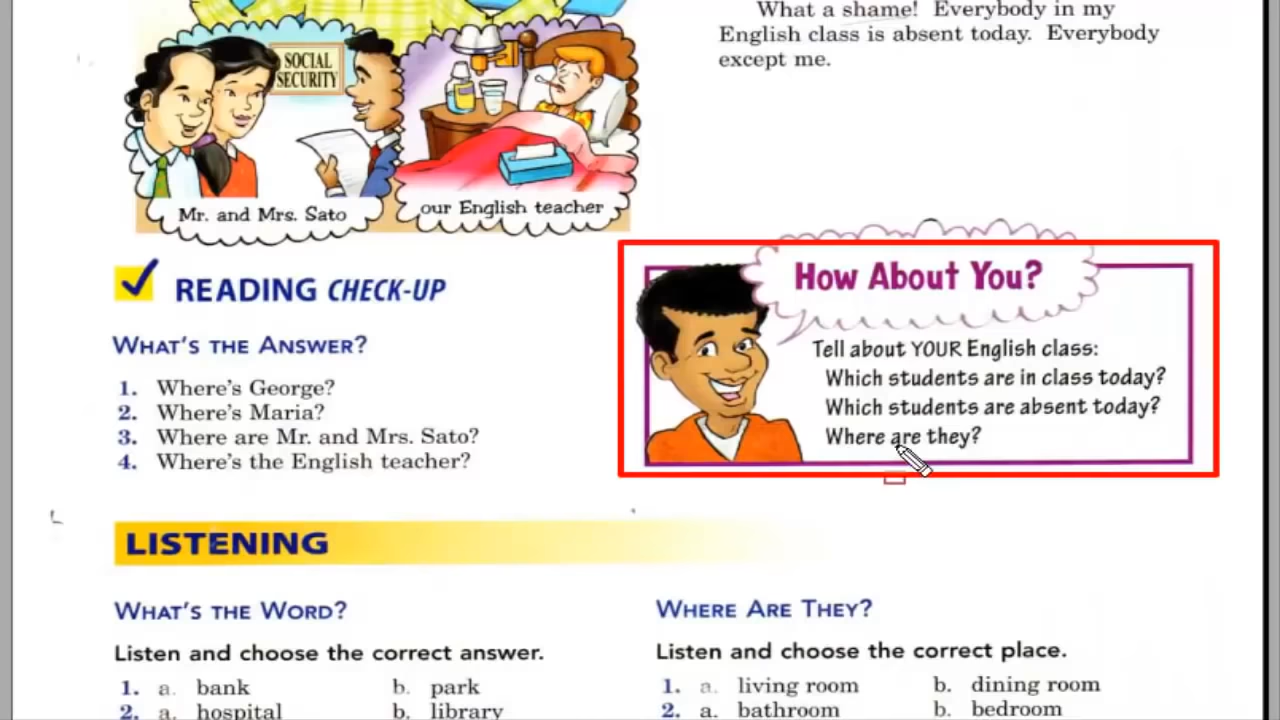 What a shame! Everybody in my
English class is absent today. Everybody
except me.
SOCIAL
SECURITY
Mr. and Mrs. Sato
our English teacher
READING CHECK-UP
WHAT'S THE ANSWER?
1. Where's George?
2. Where's Maria?
3. Where are Mr. and Mrs. Sato?
4. Where's the English teacher?
How About You?
Tell about YOUR English class:
Which students are in class today?
Which students are absent today?
Where are they?
LISTENING
WHAT'S THE WORD?
Listen and choose the correct answer.
1. a. bank b. park
2. a. hospital b. library
WHERE ARE THEY?
Listen and choose the correct place.
1. a. living room b. dining room
2. a. bathroom b. bedroom